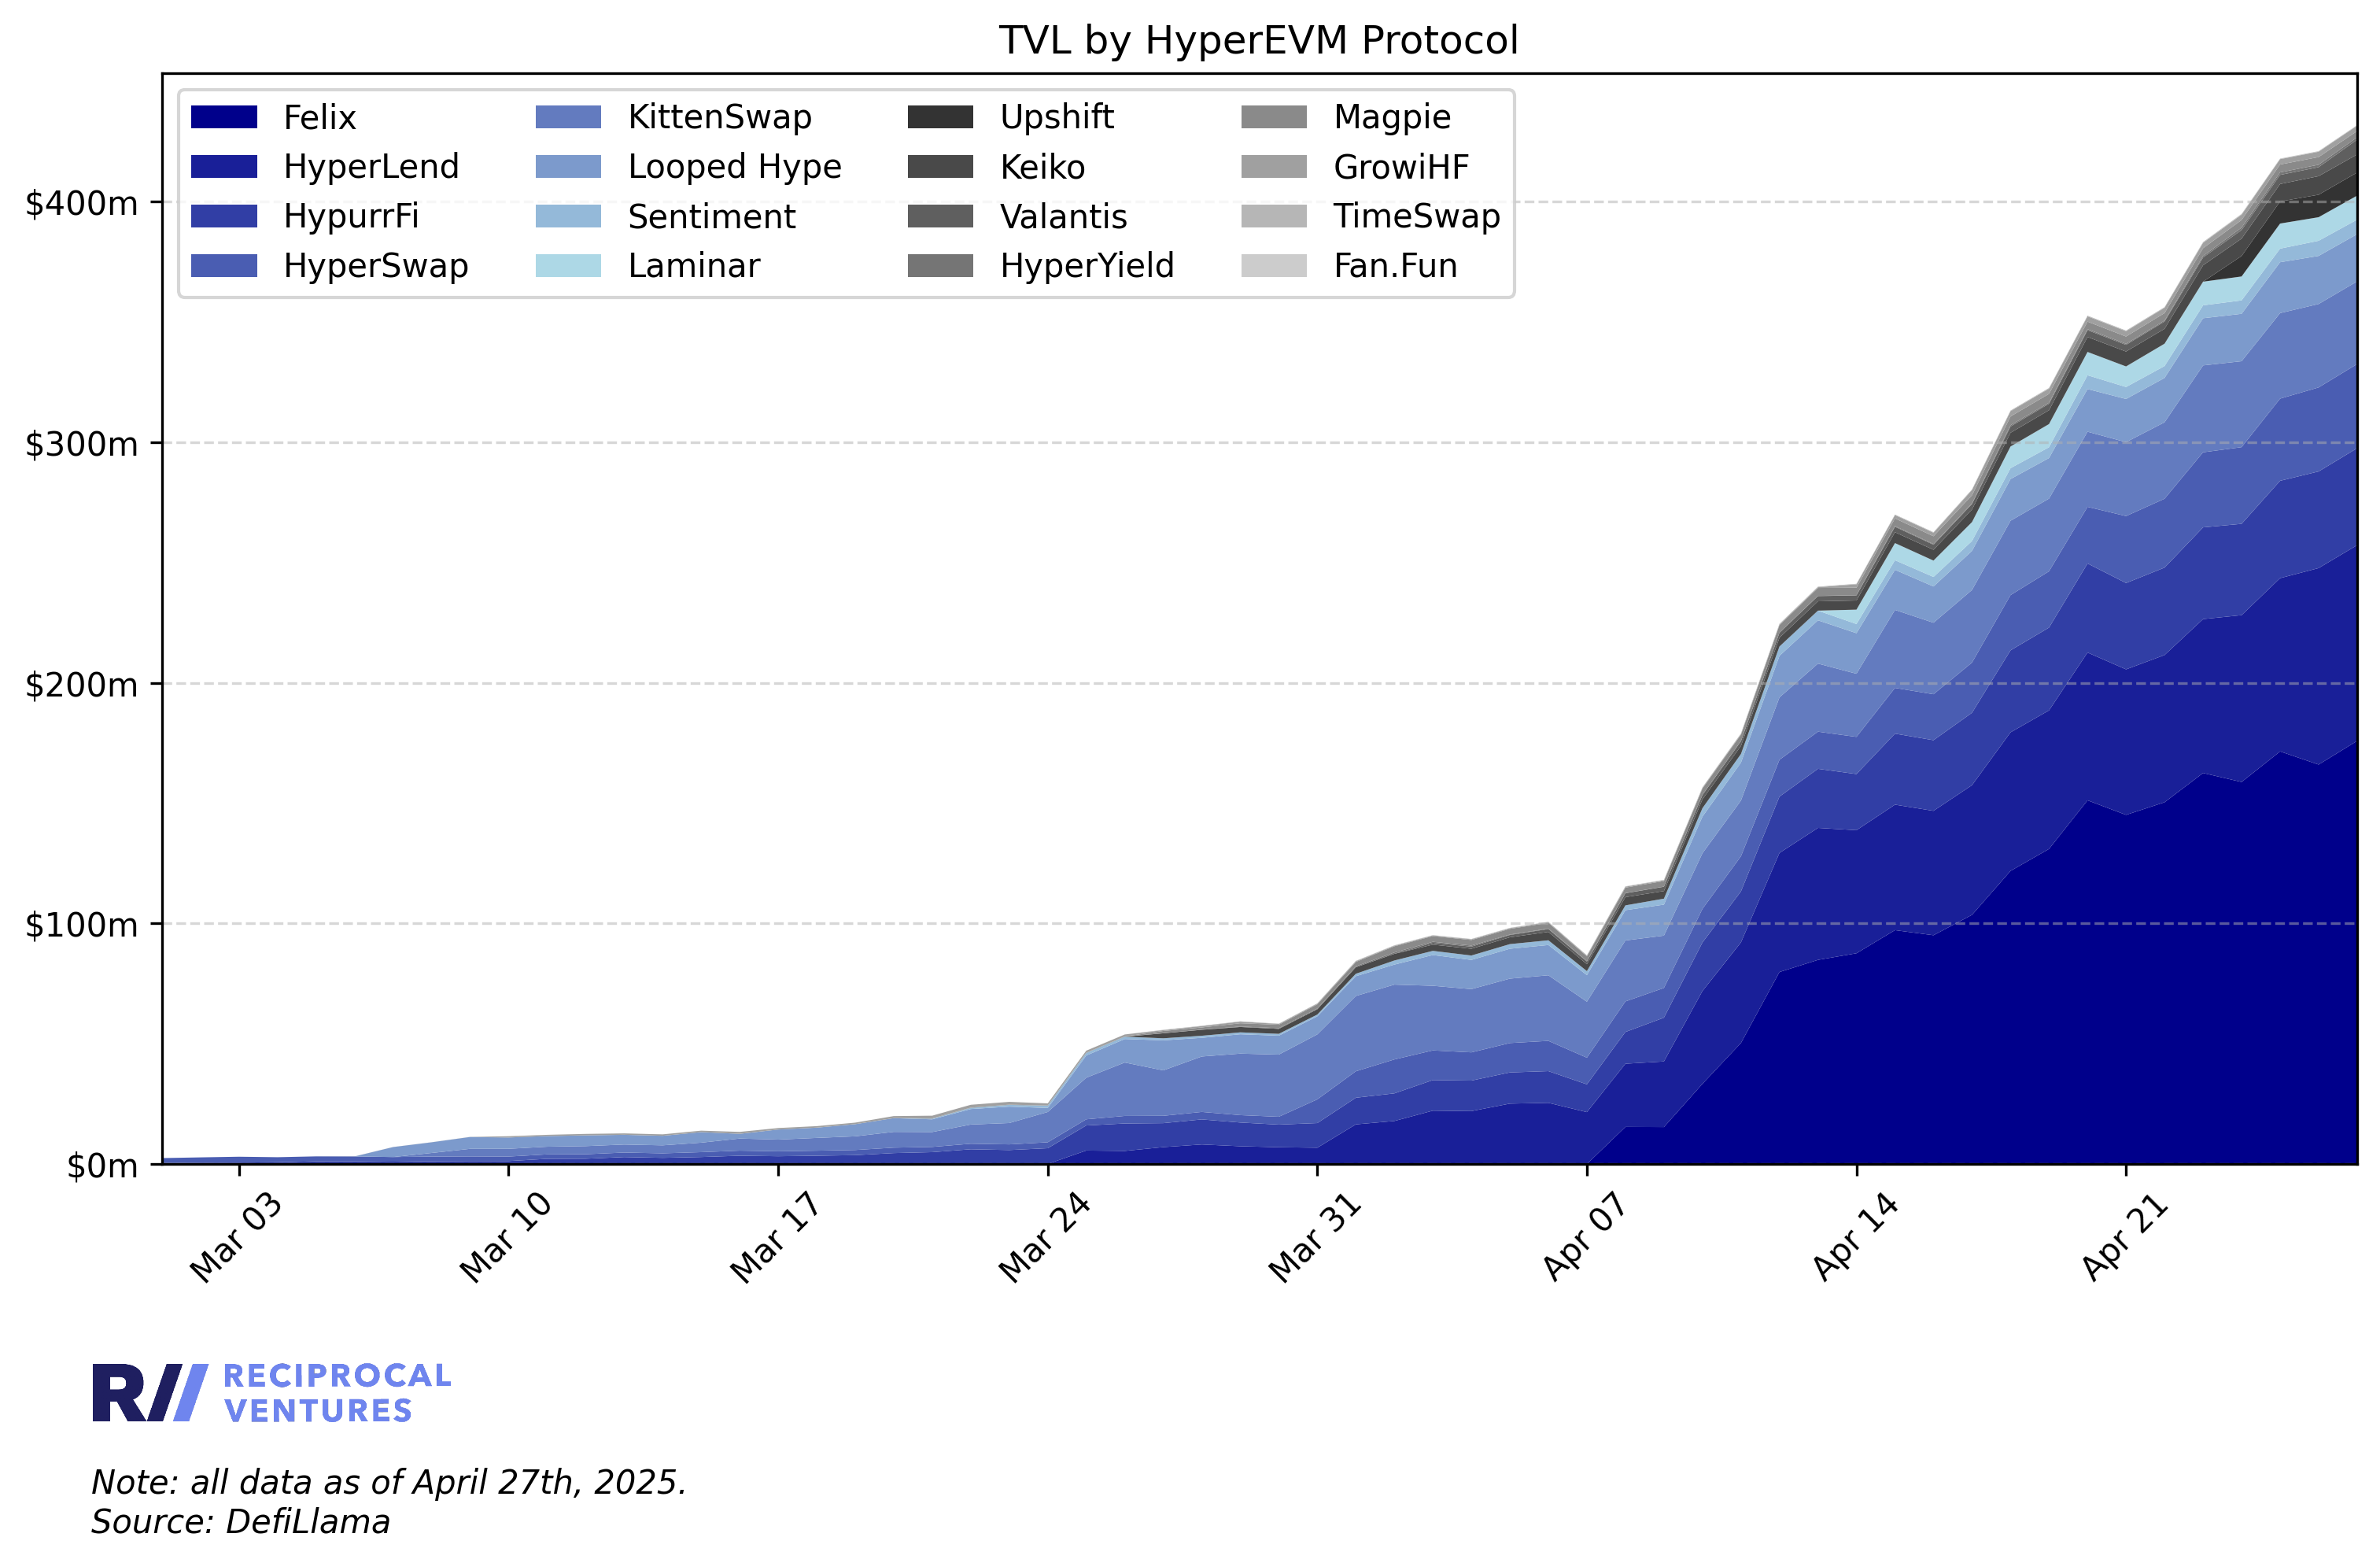 TVL by HyperEVM Protocol
Felix
HyperLend
HypurrFi
HyperSwap
KittenSwap
Looped Hype
Sentiment
Laminar
Upshift
Keiko
Valantis
HyperYield
Magpie
GrowiHF
TimeSwap
Fan.Fun
$400m
$300m
$200m
$100m
$0m
Mar 03
Mar 10
Mar 17
Mar 24
Mar 31
Apr 07
Apr 14
Apr 21
R
RECIPROCAL
VENTURES
Note: all data as of April 27th, 2025.
Source: DefiLlama